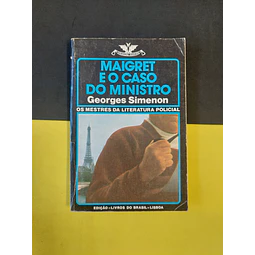 MAIGRET
E O CASO
DO MINISTRO
Georges Simenon
OS MESTRES DA LITERATURA POLICIAL
EDIÇÃO «LIVROS DO BRASIL» LISBOA